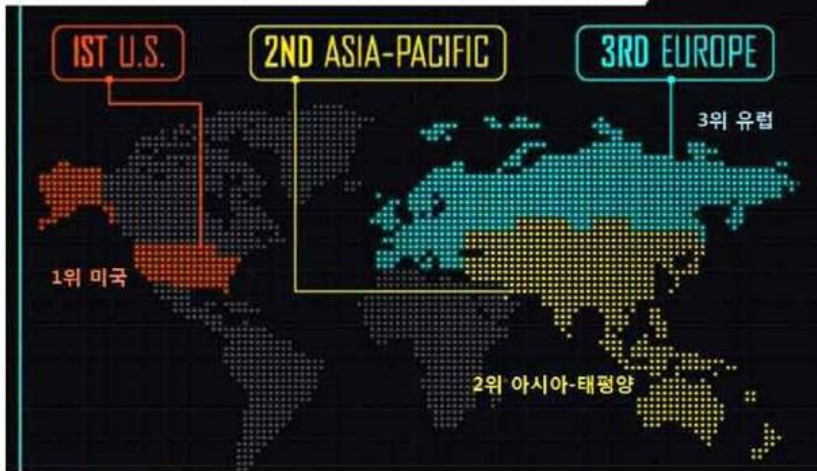 1ST U.S.
2ND ASIA-PACIFIC
3RD EUROPE
3위 유럽
1위 미국
2위 아시아-태평양